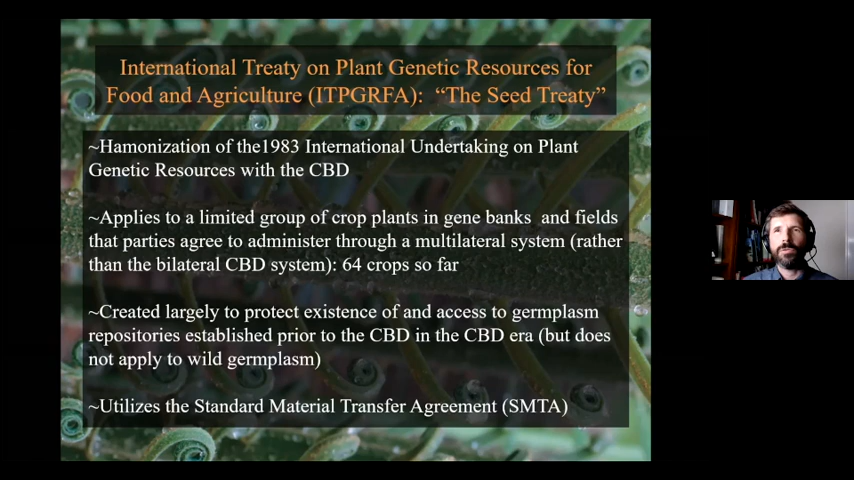 International Treaty on Plant Genetic Resources for
Food and Agriculture (ITPGRFA):  “The Seed Treaty”
~Hamonization of the1983 International Undertaking on Plant
Genetic Resources with the CBD
~Applies to a limited group of crop plants in gene banks  and fields
that parties agree to administer through a multilateral system (rather
than the bilateral CBD system): 64 crops so far
~Created largely to protect existence of and access to germplasm
repositories established prior to the CBD in the CBD era (but does
not apply to wild germplasm)
~Utilizes the Standard Material Transfer Agreement (SMTA)